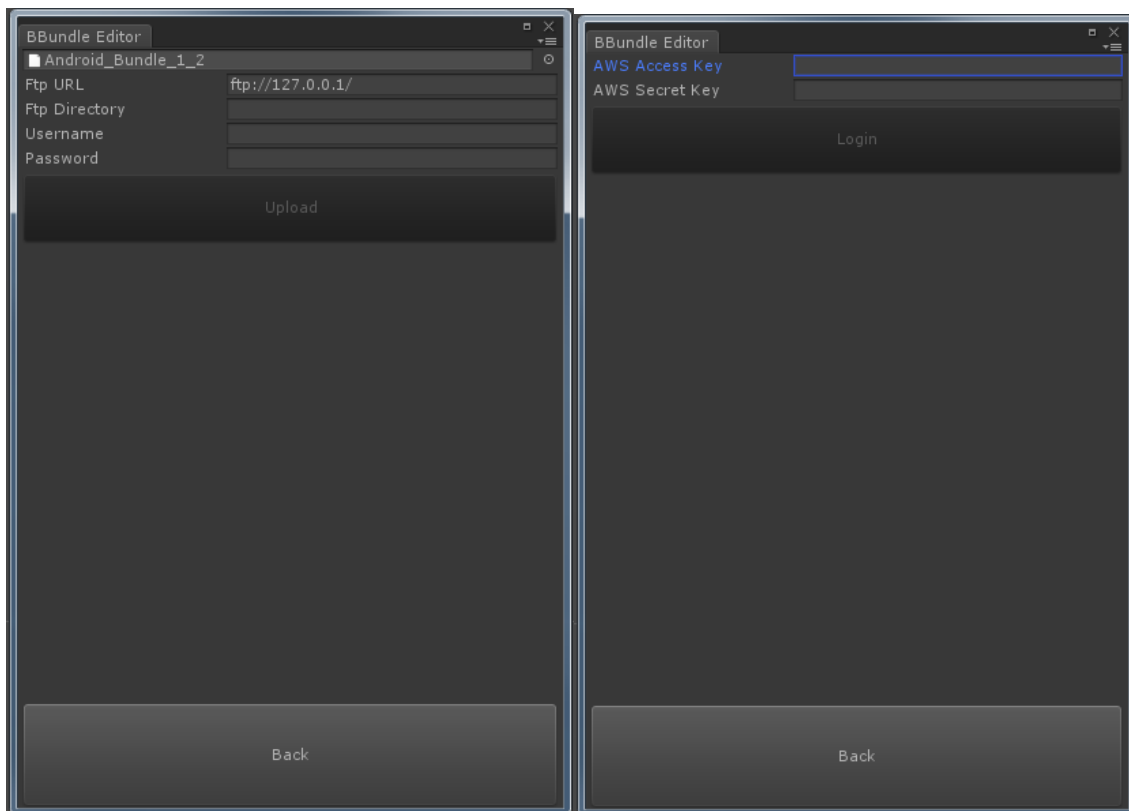 BBundle Editor
Android_Bundle_1_2
Ftp URL ftp://127.0.0.1/
Ftp Directory
Username
Password
Upload
Back
BBundle Editor
AWS Access Key
AWS Secret Key
Login
Back